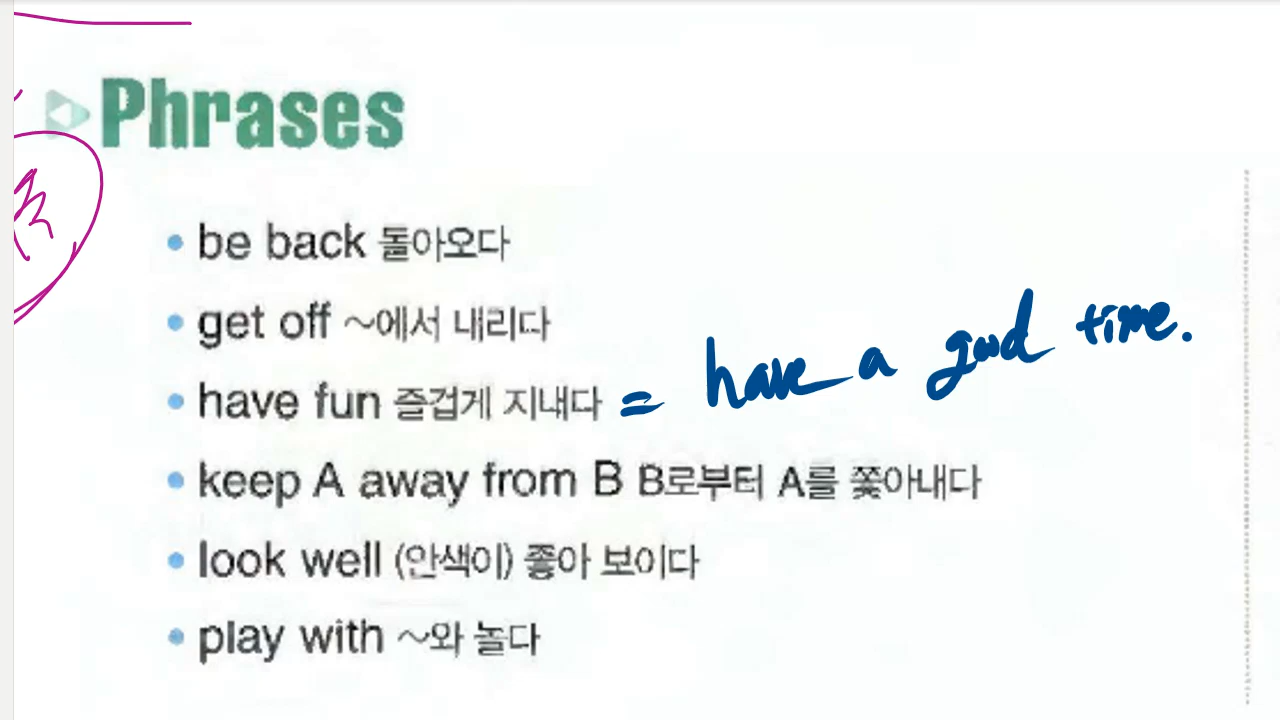 Phrases
• be back 돌아오다
• get off ~에서 내리다
• have fun 즐겁게 지내다 = have a good time.
• keep A away from B B로부터 A를 쫓아내다
• look well (안색이) 좋아 보이다
• play with ~와 놀다